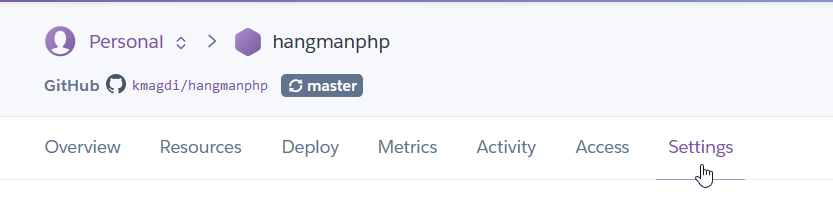 Personal hangmanphp
GitHub kmagdi/hangmanphp master
Overview Resources Deploy Metrics Activity Access Settings